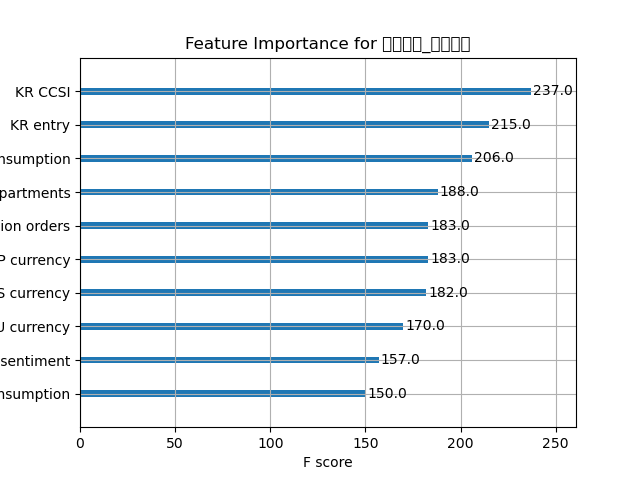 Feature Importance for □□□□_□□□□
KR CCSI 237.0
KR entry 215.0
nsumption 206.0
partments 188.0
ion orders 183.0
P currency 183.0
S currency 182.0
U currency 170.0
sentiment 157.0
nsumption 150.0
0 50 100 150 200 250
F score